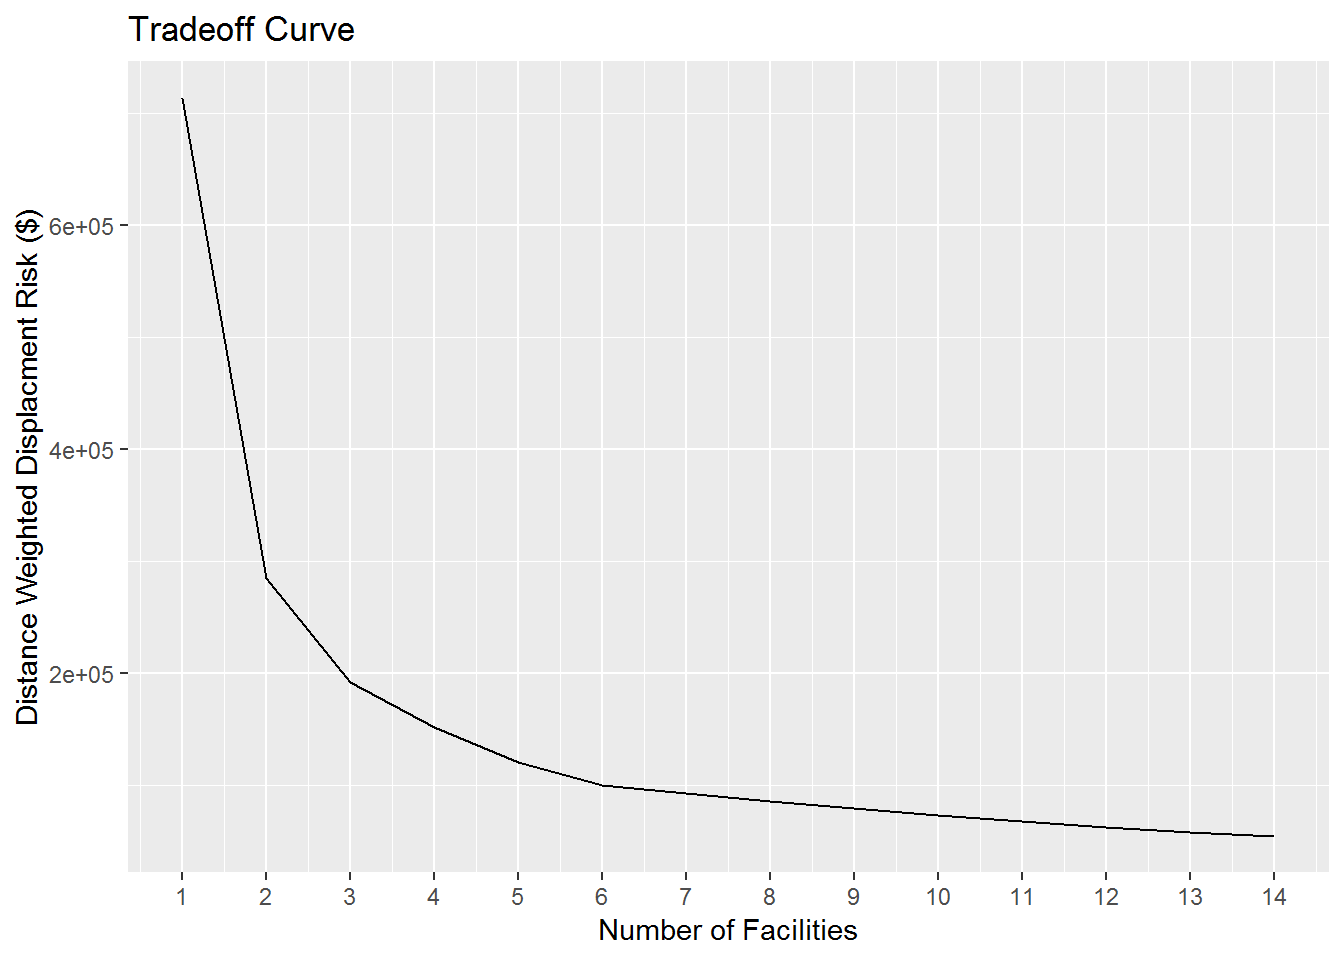 Tradeoff Curve
Distance Weighted Displacment Risk ($)
6e+05
4e+05
2e+05
1 2 3 4 5 6 7 8 9 10 11 12 13 14
Number of Facilities